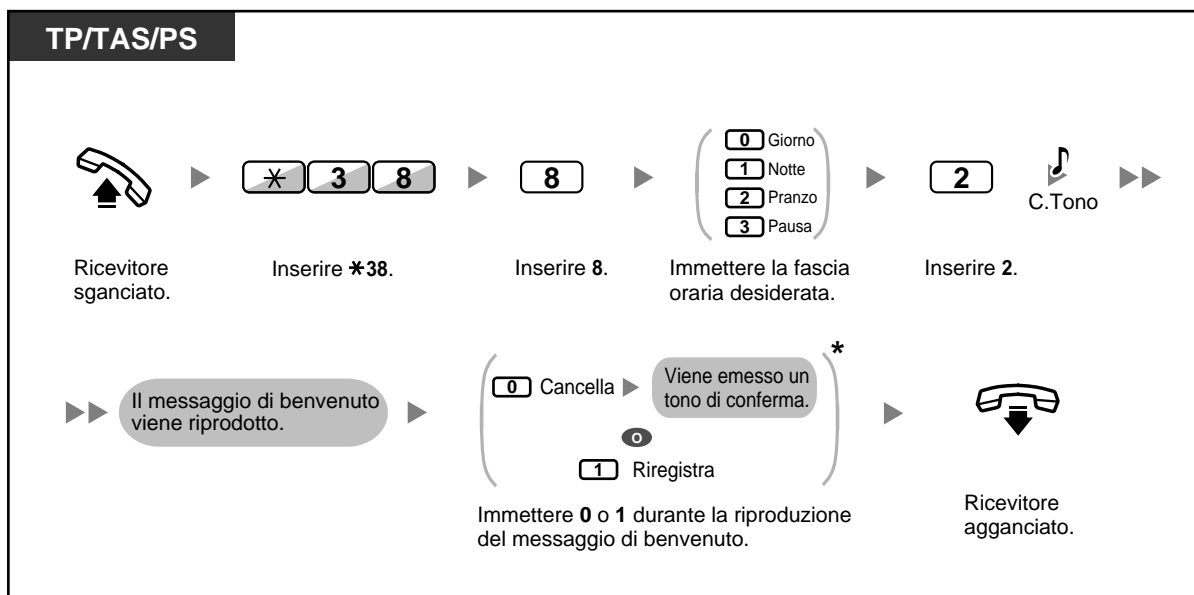 TP/TAS/PS
0 Giorno
1 Notte
2 Pranzo
3 Pausa
* 3 8
8
2
C.Tono
Ricevitore
sganciato.
Inserire *38.
Inserire 8.
Immettere la fascia
oraria desiderata.
Inserire 2.
Il messaggio di benvenuto
viene riprodotto.
0 Cancella
Viene emesso un
tono di conferma.
*
o
1 Riregistra
Immettere 0 o 1 durante la riproduzione
del messaggio di benvenuto.
Ricevitore
agganciato.